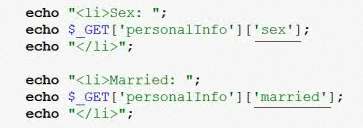 echo "<li>Sex: ";
echo $_GET['personalInfo']['sex'];
echo "</li>";
echo "<li>Married: ";
echo $_GET['personalInfo']['married'];
echo "</li>";